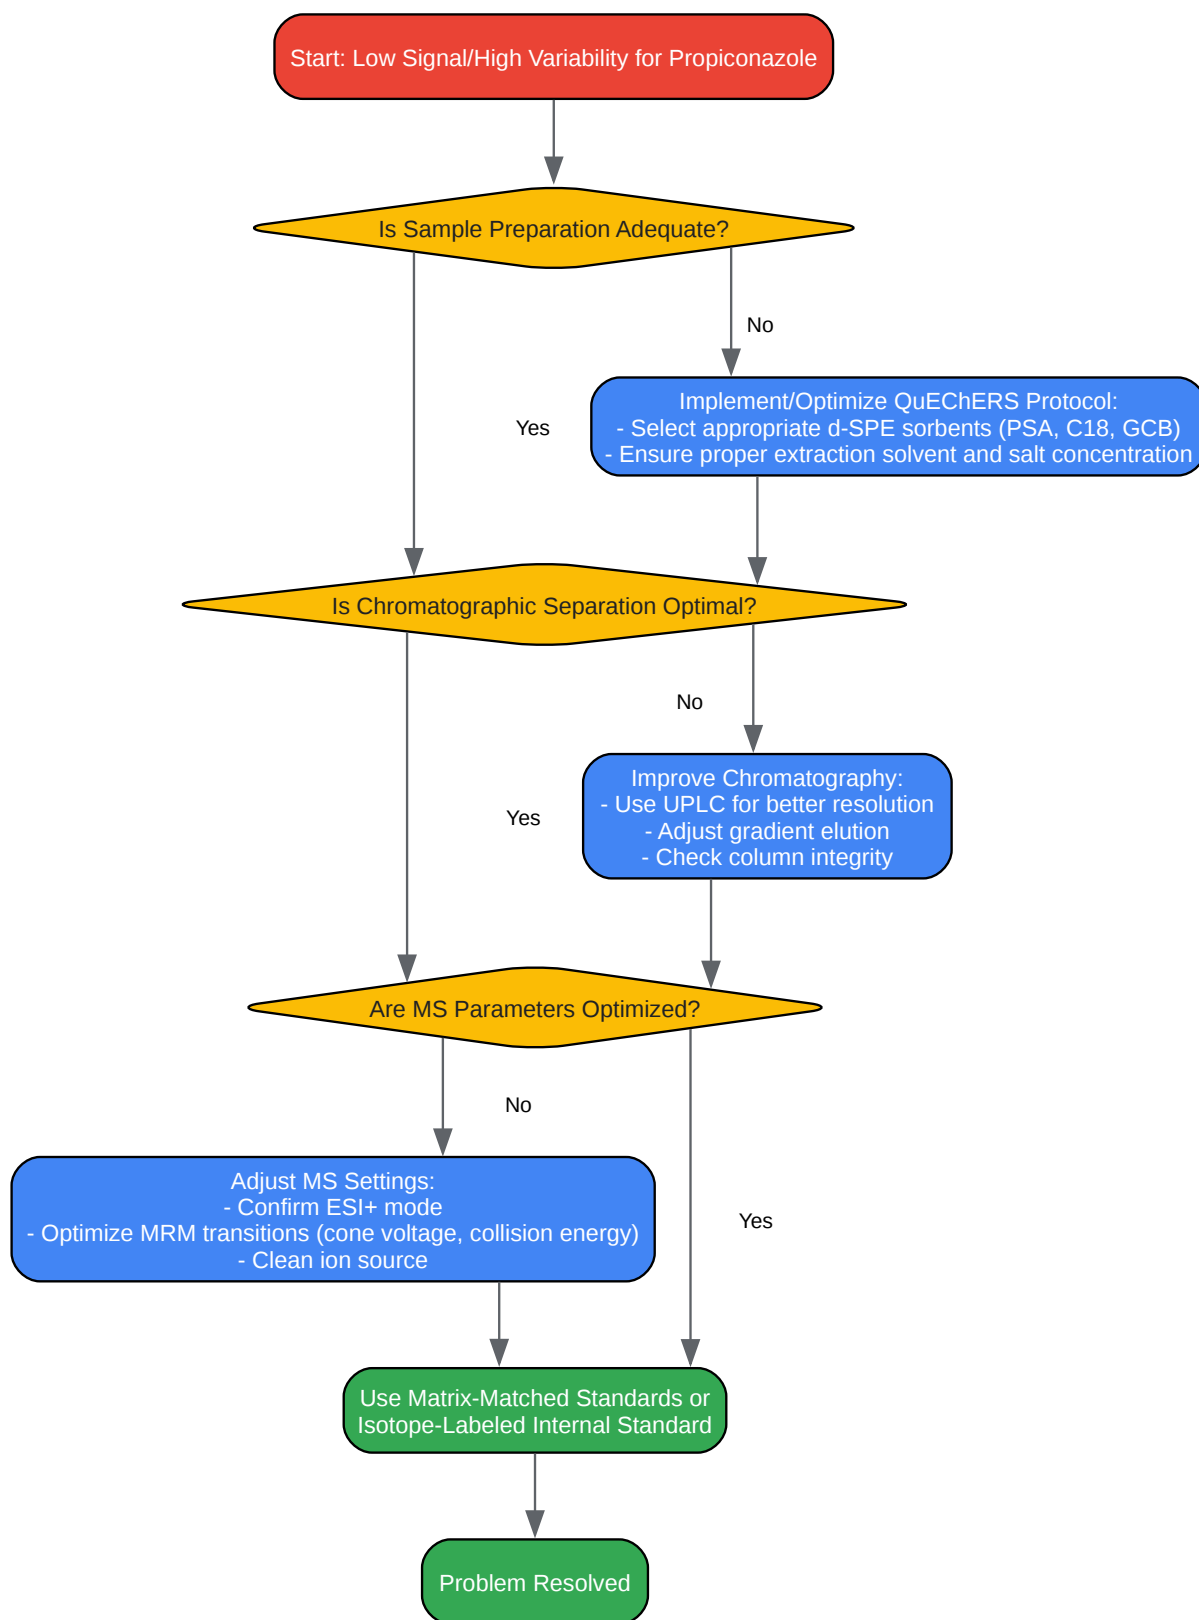 Start: Low Signal/High Variability for Propiconazole
Is Sample Preparation Adequate?
No
Yes
Implement/Optimize QuEChERS Protocol:
- Select appropriate d-SPE sorbents (PSA, C18, GCB)
- Ensure proper extraction solvent and salt concentration
Is Chromatographic Separation Optimal?
No
Yes
Improve Chromatography:
- Use UPLC for better resolution
- Adjust gradient elution
- Check column integrity
Are MS Parameters Optimized?
No
Adjust MS Settings:
- Confirm ESI+ mode
- Optimize MRM transitions (cone voltage, collision energy)
- Clean ion source
Yes
Use Matrix-Matched Standards or
Isotope-Labeled Internal Standard
Problem Resolved